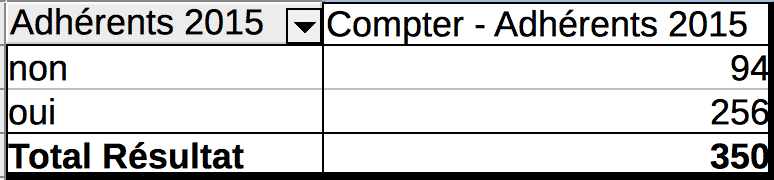 Adhérents 2015 Compter - Adhérents 2015
non 94
oui 256
Total Résultat 350